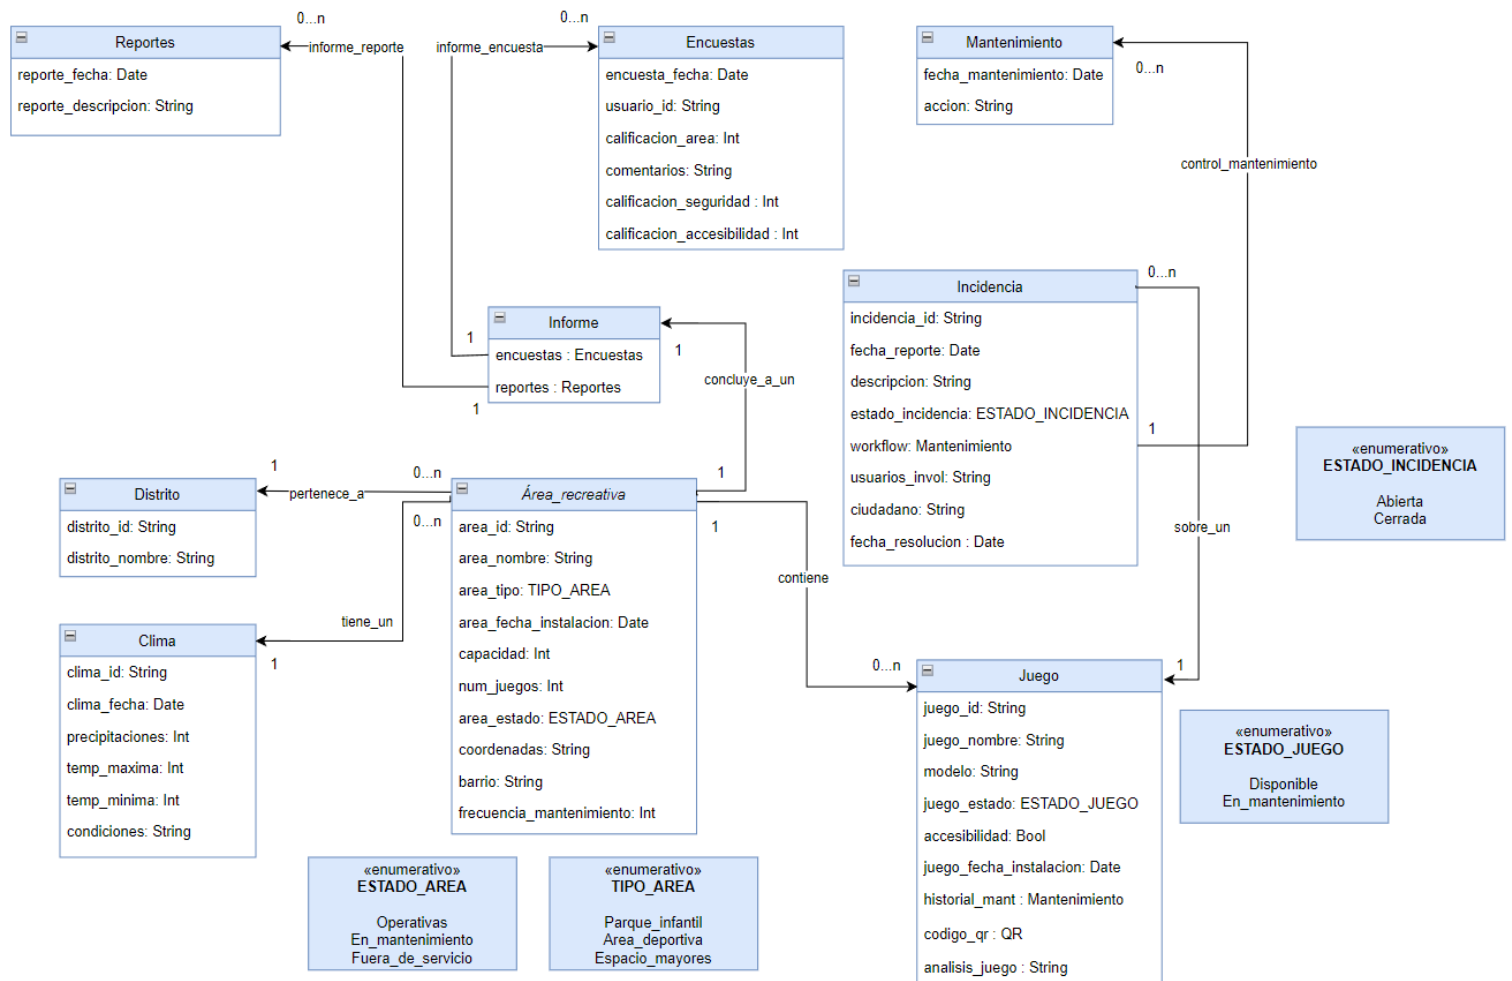 0...n
Reportes
reporte_fecha: Date
reporte_descripcion: String
informe_reporte
informe_encuesta
0...n
Encuestas
encuesta_fecha: Date
usuario_id: String
calificacion_area: Int
comentarios: String
calificacion_seguridad : Int
calificacion_accesibilidad : Int
Mantenimiento
fecha_mantenimiento: Date
accion: String
0...n
control_mantenimiento
Informe
encuestas : Encuestas
reportes : Reportes
1
1
1
concluye_a_un
Incidencia
incidencia_id: String
fecha_reporte: Date
descripcion: String
estado_incidencia: ESTADO_INCIDENCIA
workflow: Mantenimiento
usuarios_invol: String
ciudadano: String
fecha_resolucion : Date
0...n
1
sobre_un
«enumerativo»
ESTADO_INCIDENCIA
Abierta
Cerrada
Distrito
distrito_id: String
distrito_nombre: String
1
pertenece_a
0...n
0...n
Área_recreativa
area_id: String
area_nombre: String
area_tipo: TIPO_AREA
area_fecha_instalacion: Date
capacidad: Int
num_juegos: Int
area_estado: ESTADO_AREA
coordenadas: String
barrio: String
frecuencia_mantenimiento: Int
1
1
contiene
0...n
tiene_un
Clima
clima_id: String
clima_fecha: Date
precipitaciones: Int
temp_maxima: Int
temp_minima: Int
condiciones: String
1
Juego
juego_id: String
juego_nombre: String
modelo: String
juego_estado: ESTADO_JUEGO
accesibilidad: Bool
juego_fecha_instalacion: Date
historial_mant : Mantenimiento
codigo_qr : QR
analisis_juego : String
1
«enumerativo»
ESTADO_JUEGO
Disponible
En_mantenimiento
«enumerativo»
ESTADO_AREA
Operativas
En_mantenimiento
Fuera_de_servicio
«enumerativo»
TIPO_AREA
Parque_infantil
Area_deportiva
Espacio_mayores